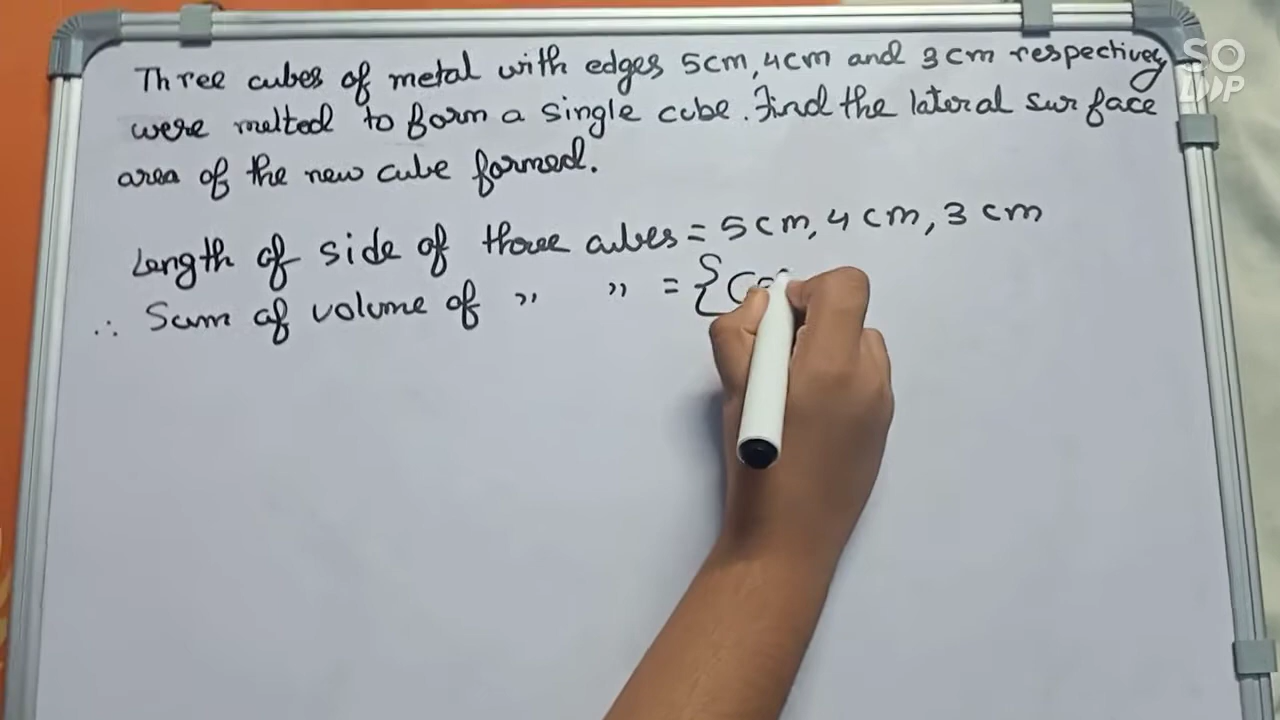 Three cubes of metal with edges 5cm, 4cm and 3cm respectively
were melted to form a single cube. Find the lateral surface
area of the new cube formed.
Length of side of those cubes = 5cm, 4cm, 3cm
∴ Sum of volume of ,, ,, = {(
SO
UP